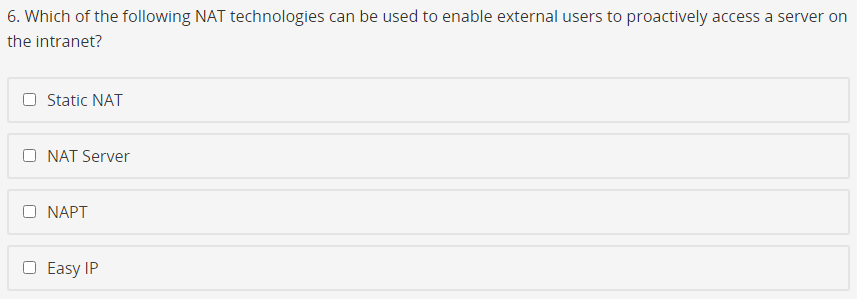 6. Which of the following NAT technologies can be used to enable external users to proactively access a server on
the intranet?
Static NAT
NAT Server
NAPT
Easy IP